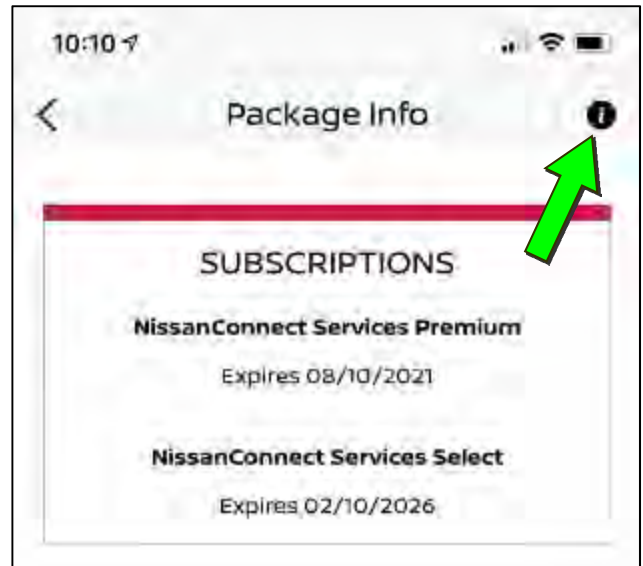 10:10
Package Info
SUBSCRIPTIONS
NissanConnect Services Premium
Expires 08/10/2021
NissanConnect Services Select
Expires 02/10/2026